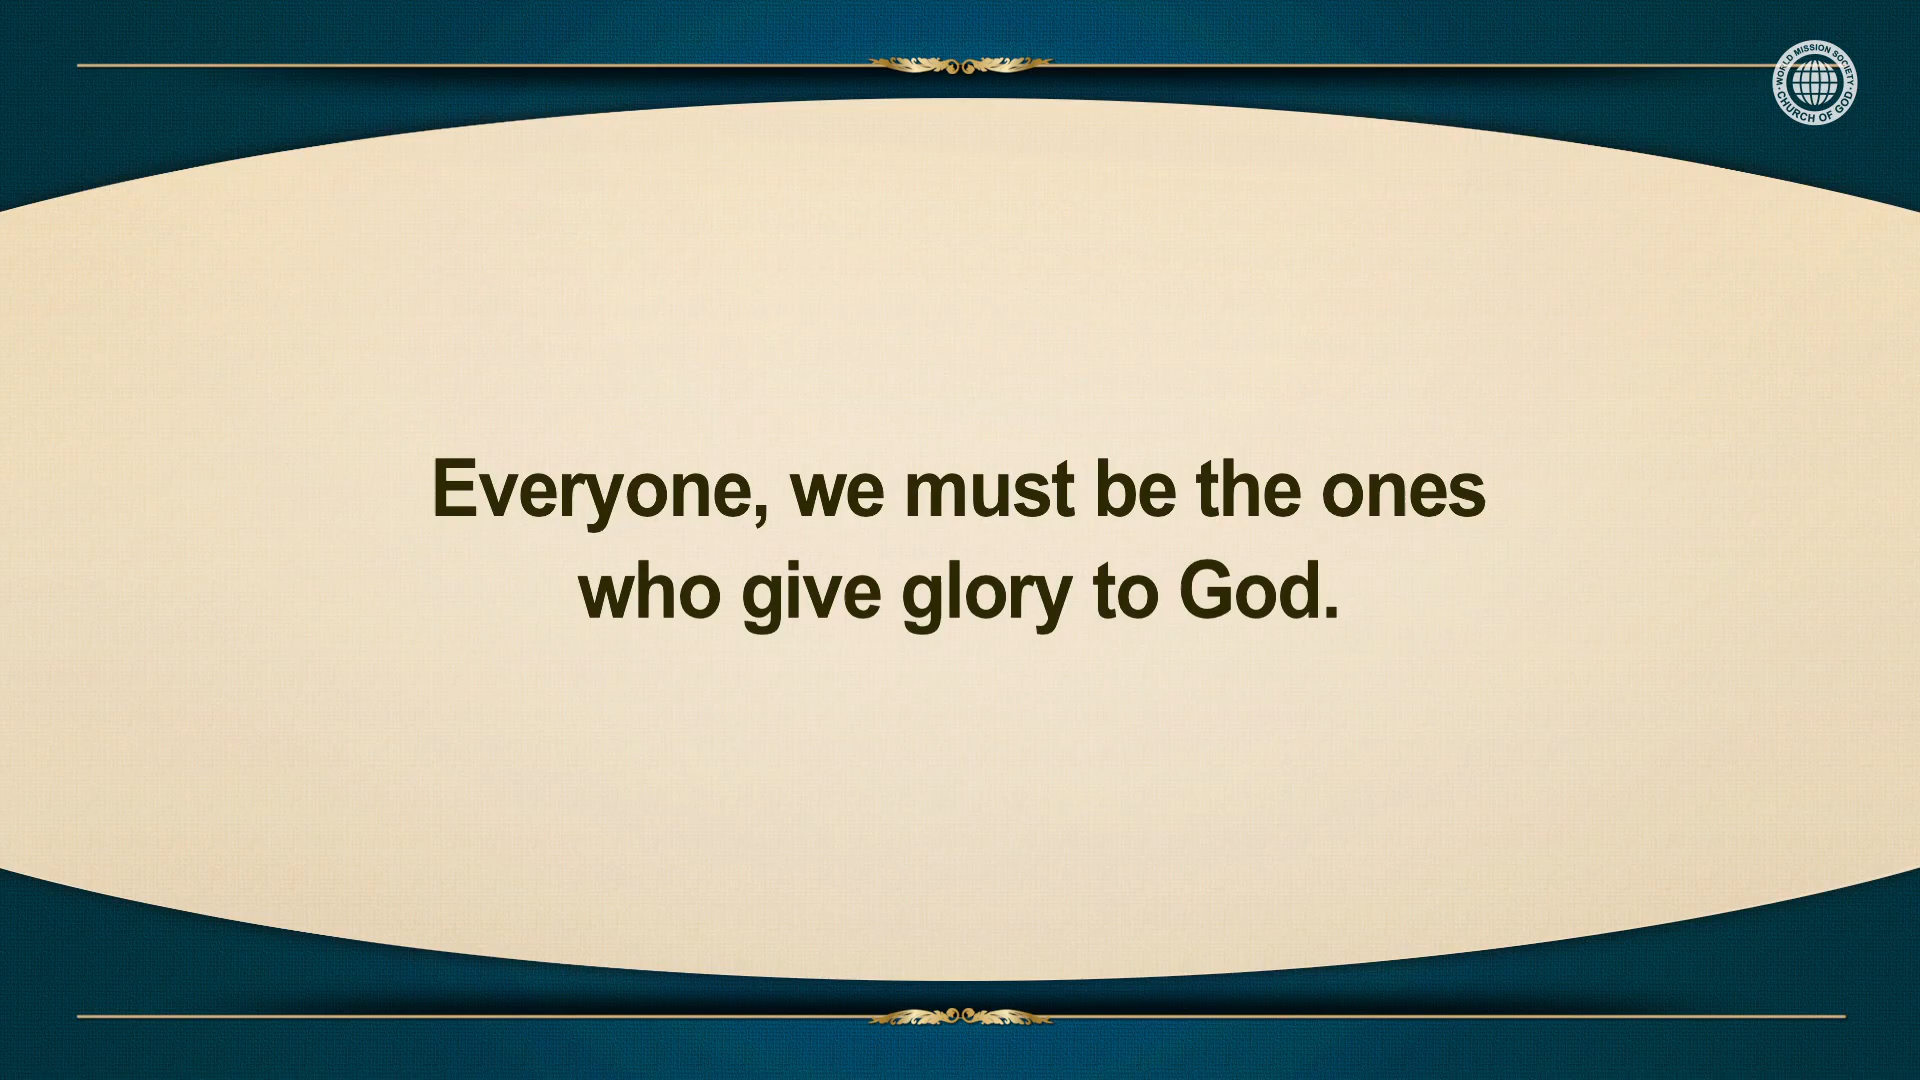 WORLD MISSION SOCIETY
CHURCH OF GOD
Everyone, we must be the ones
who give glory to God.